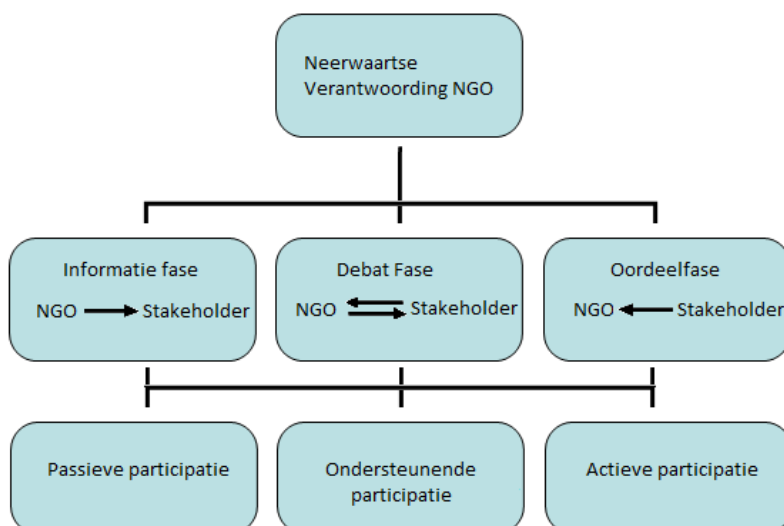 Neerwaartse
Verantwoording NGO
Informatie fase
NGO Stakeholder
Debat Fase
NGO Stakeholder
Oordeelfase
NGO Stakeholder
Passieve participatie
Ondersteunende
participatie
Actieve participatie